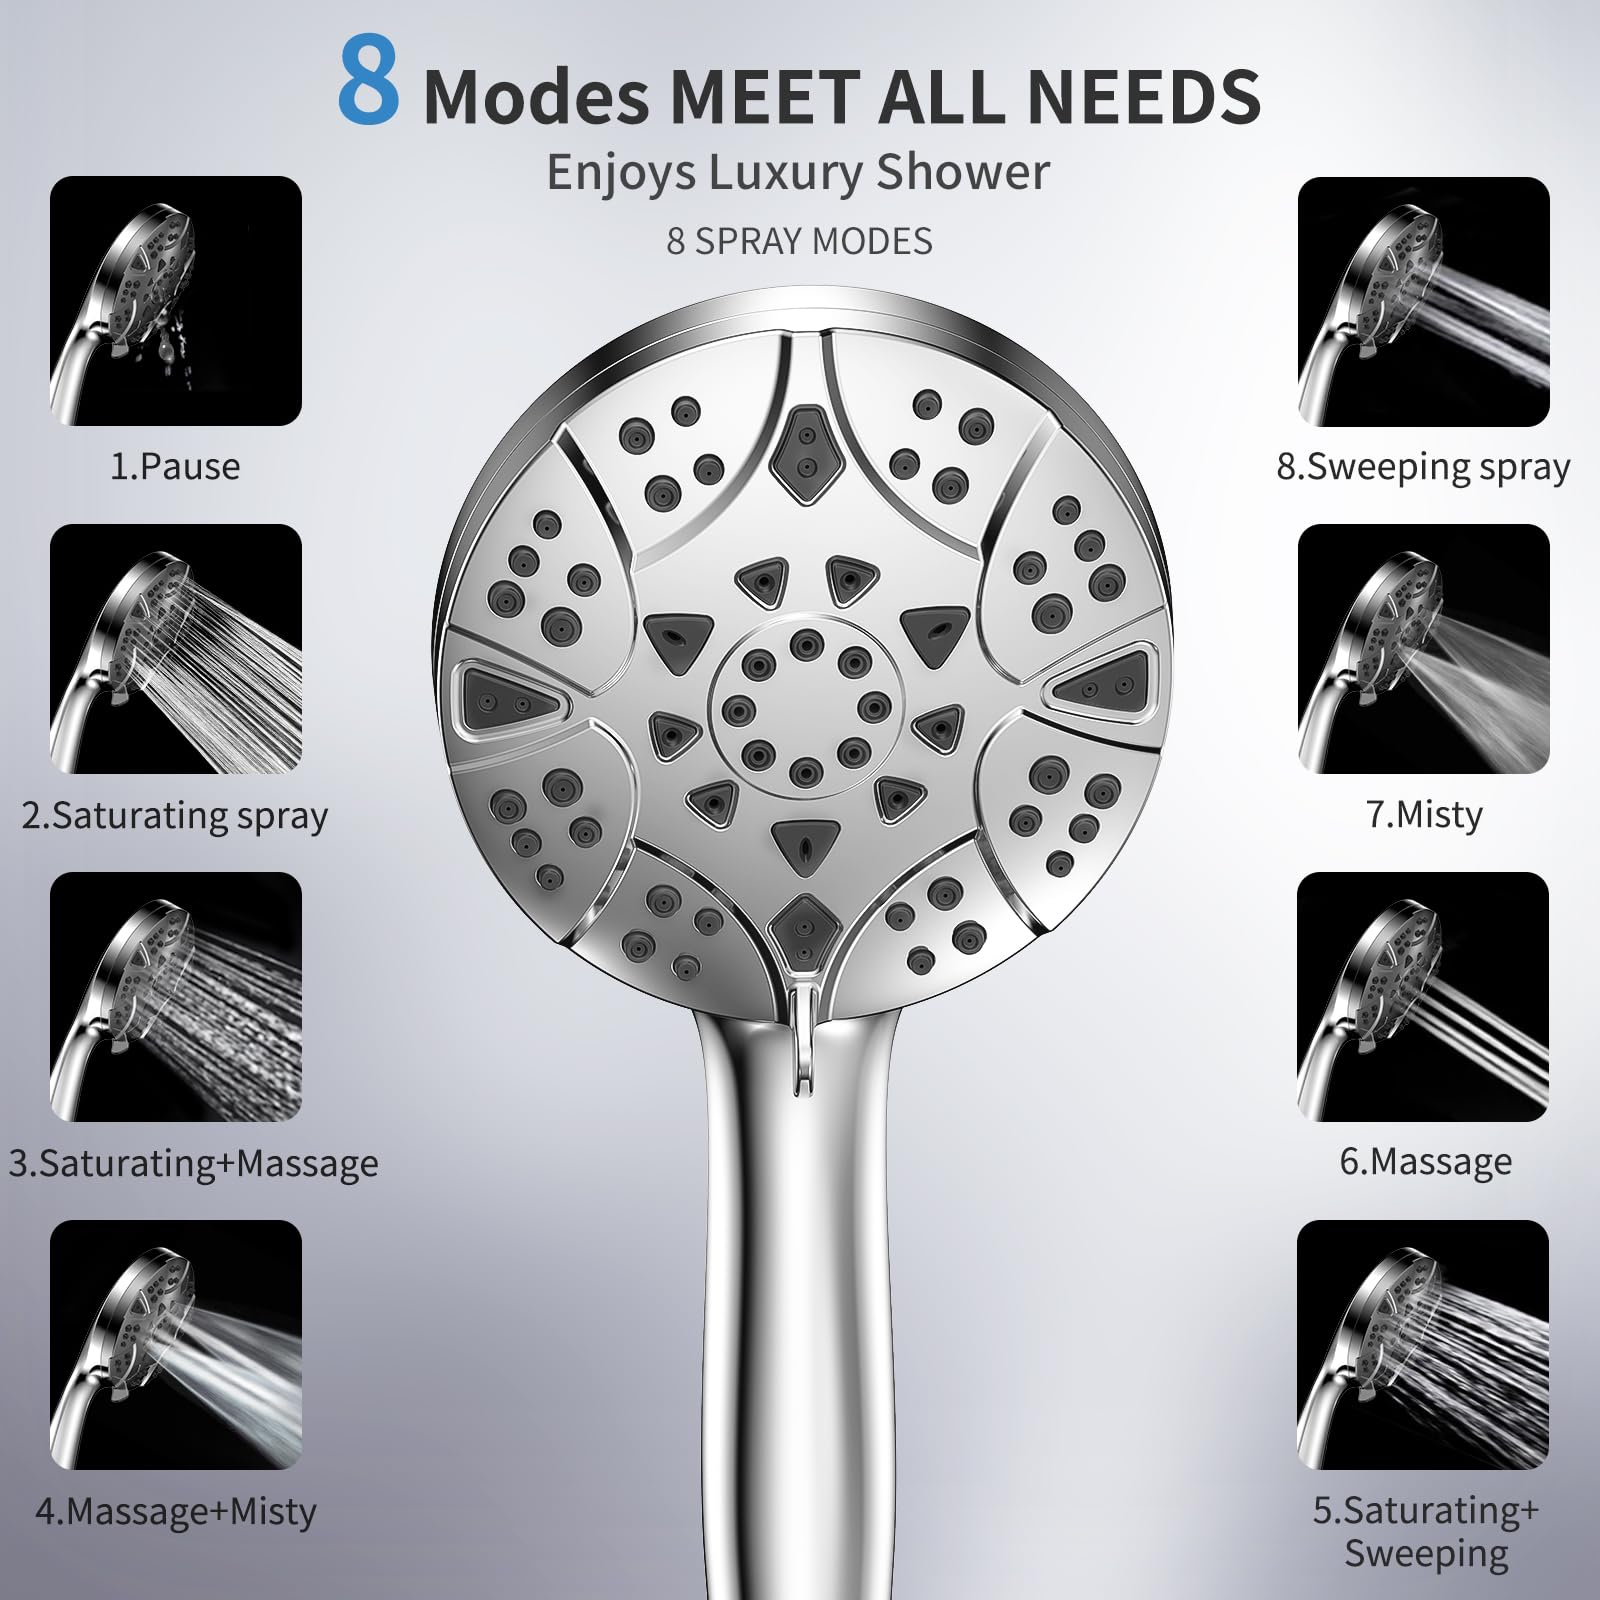 8 Modes MEET ALL NEEDS
Enjoys Luxury Shower
8 SPRAY MODES
1.Pause
2.Saturating spray
3.Saturating+Massage
4.Massage+Misty
8.Sweeping spray
7.Misty
6.Massage
5.Saturating+
Sweeping